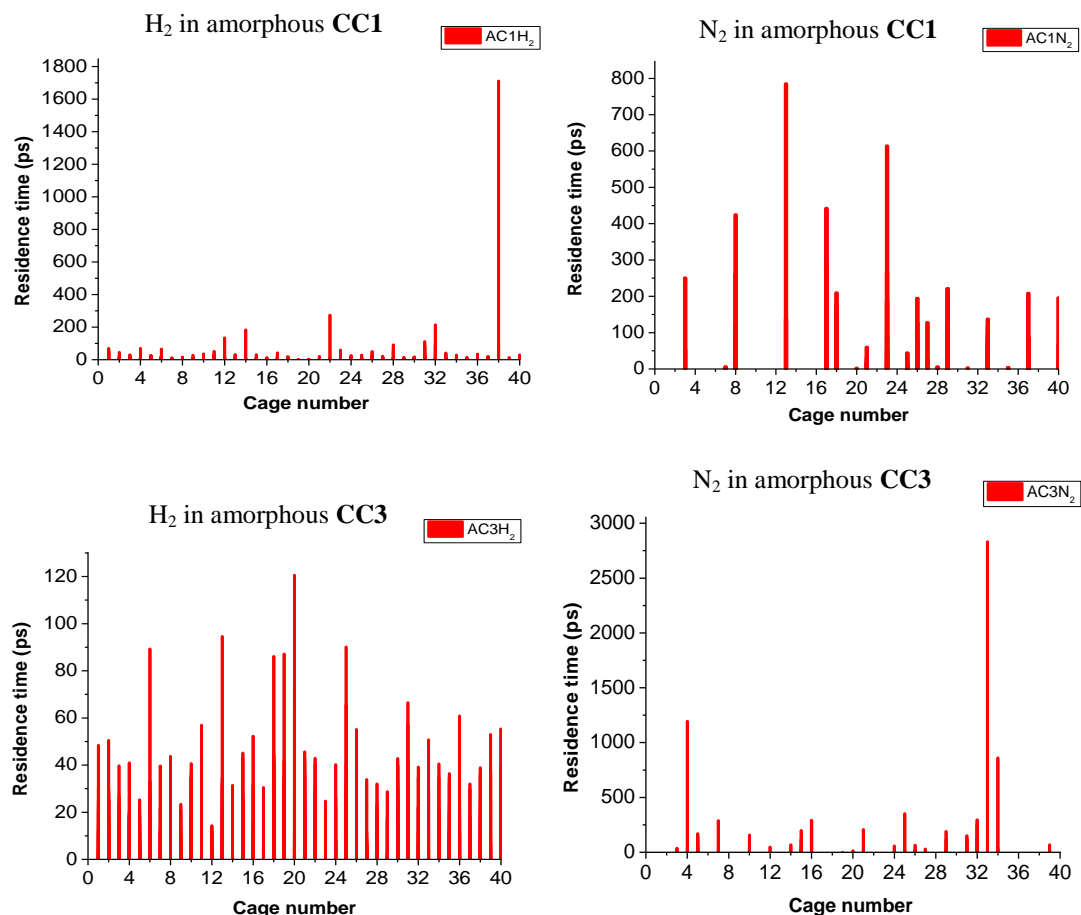 H₂ in amorphous CC1
AC1H₂
1800
1600
1400
1200
1000
800
600
400
200
0
Residence time (ps)
0 4 8 12 16 20 24 28 32 36 40
Cage number
N₂ in amorphous CC1
AC1N₂
800
700
600
500
400
300
200
100
0
Residence time (ps)
0 4 8 12 16 20 24 28 32 36 40
Cage number
H₂ in amorphous CC3
AC3H₂
120
100
80
60
40
20
0
Residence time (ps)
0 4 8 12 16 20 24 28 32 36 40
Cage number
N₂ in amorphous CC3
AC3N₂
3000
2500
2000
1500
1000
500
0
Residence time (ps)
0 4 8 12 16 20 24 28 32 36 40
Cage number